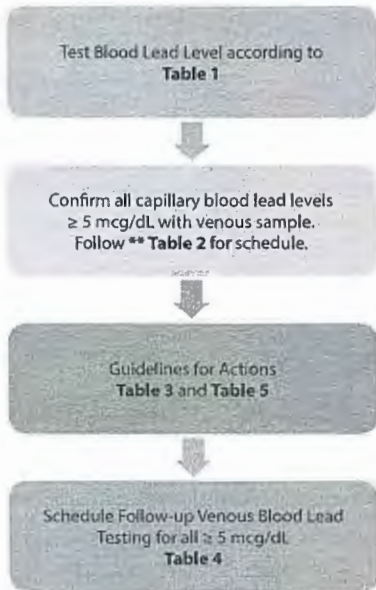 Test Blood Lead Level according to
Table 1
Confirm all capillary blood lead levels
≥ 5 mcg/dL with venous sample.
Follow ** Table 2 for schedule.
Guidelines for Actions
Table 3 and Table 5
Schedule Follow-up Venous Blood Lead
Testing for all ≥ 5 mcg/dL
Table 4